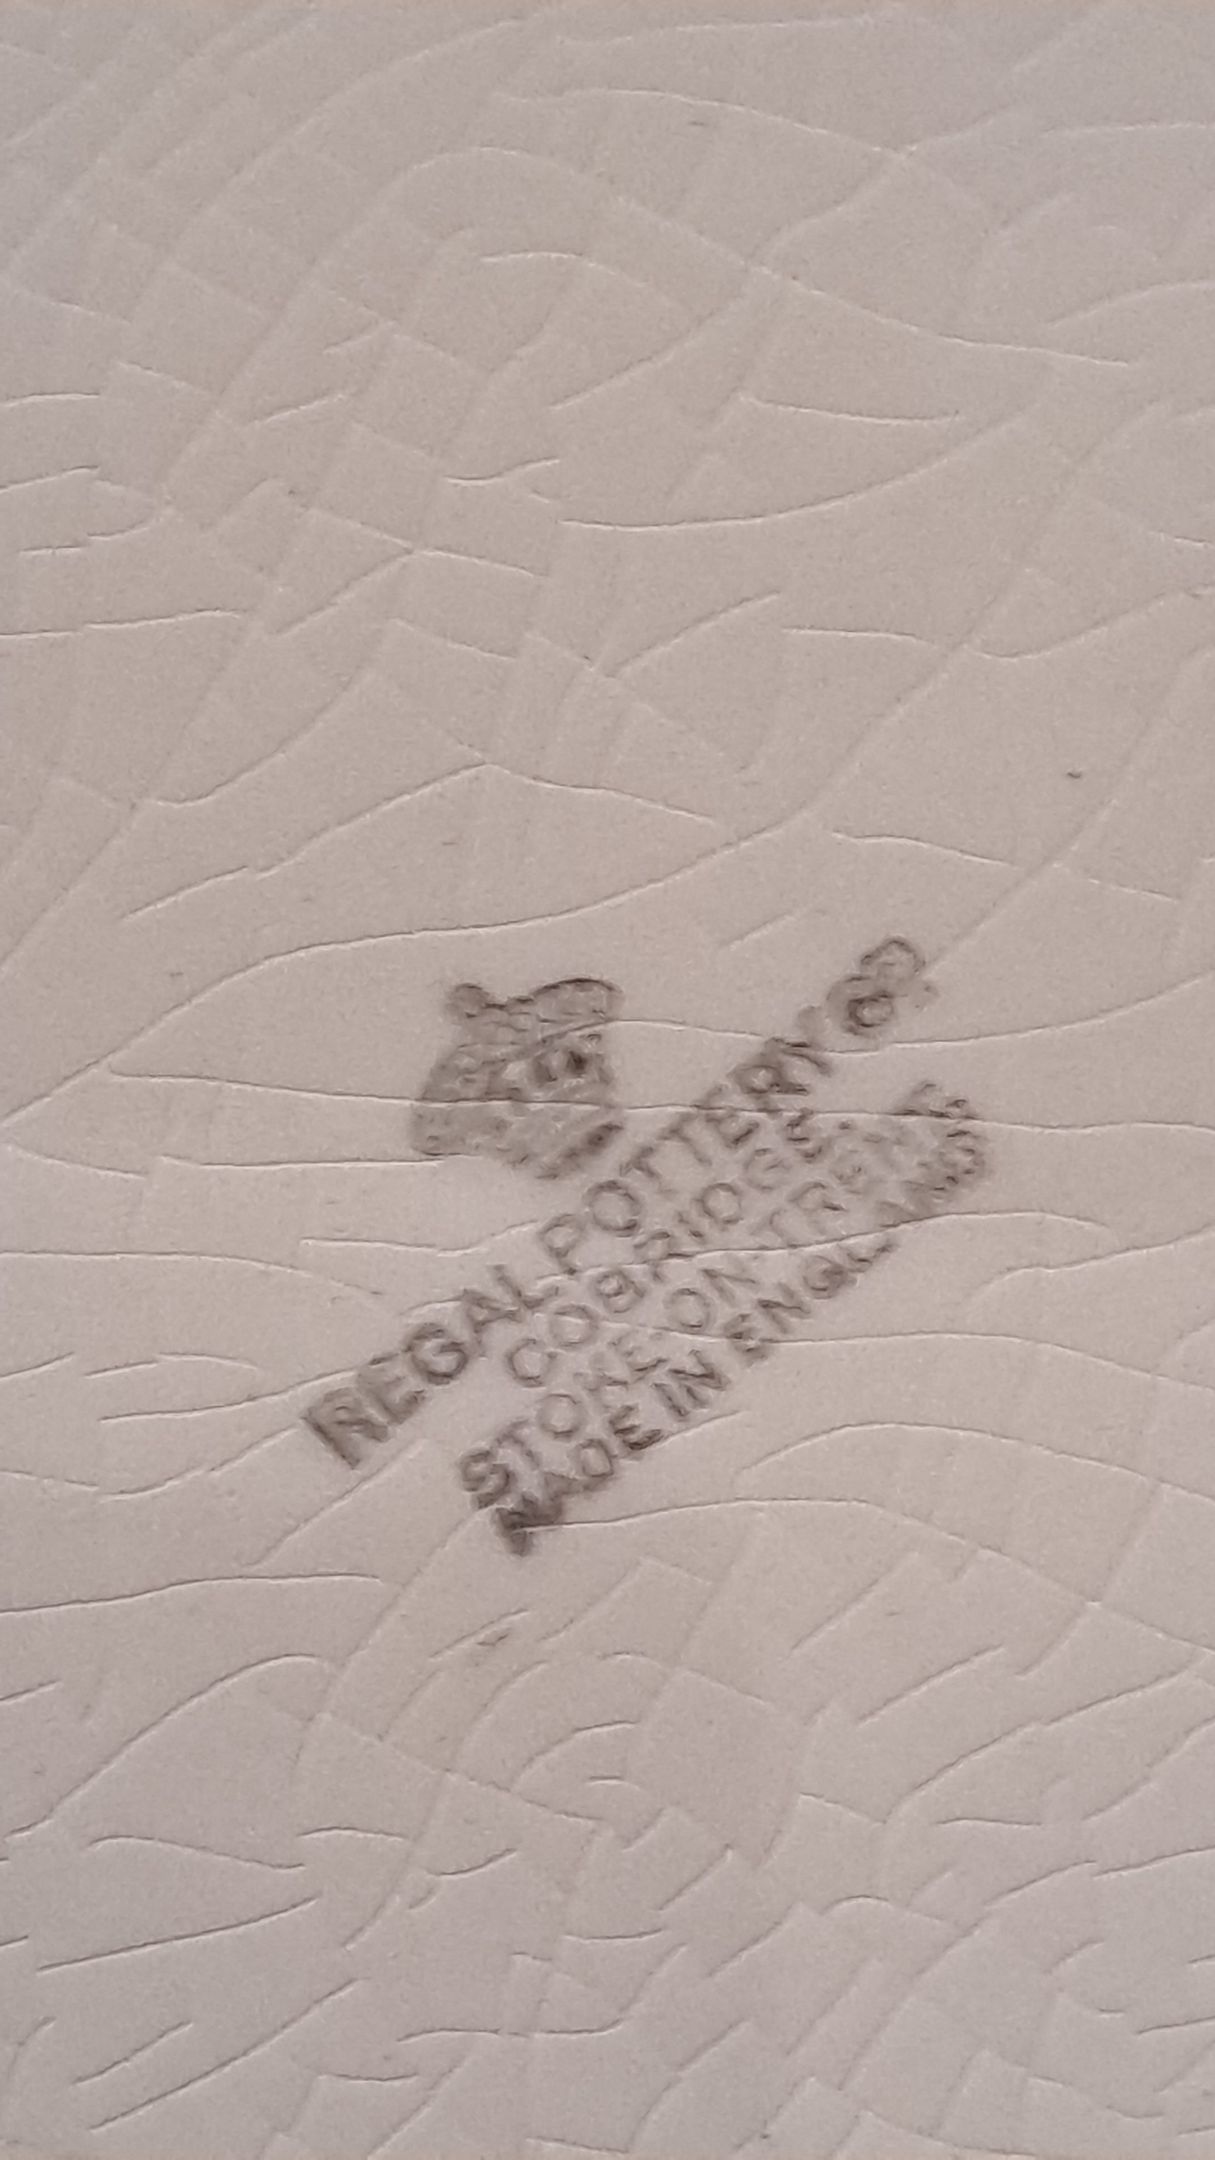 REGAL POTTERY Co
COBRIDGE
STOKE-ON-TRENT
MADE IN ENGLAND